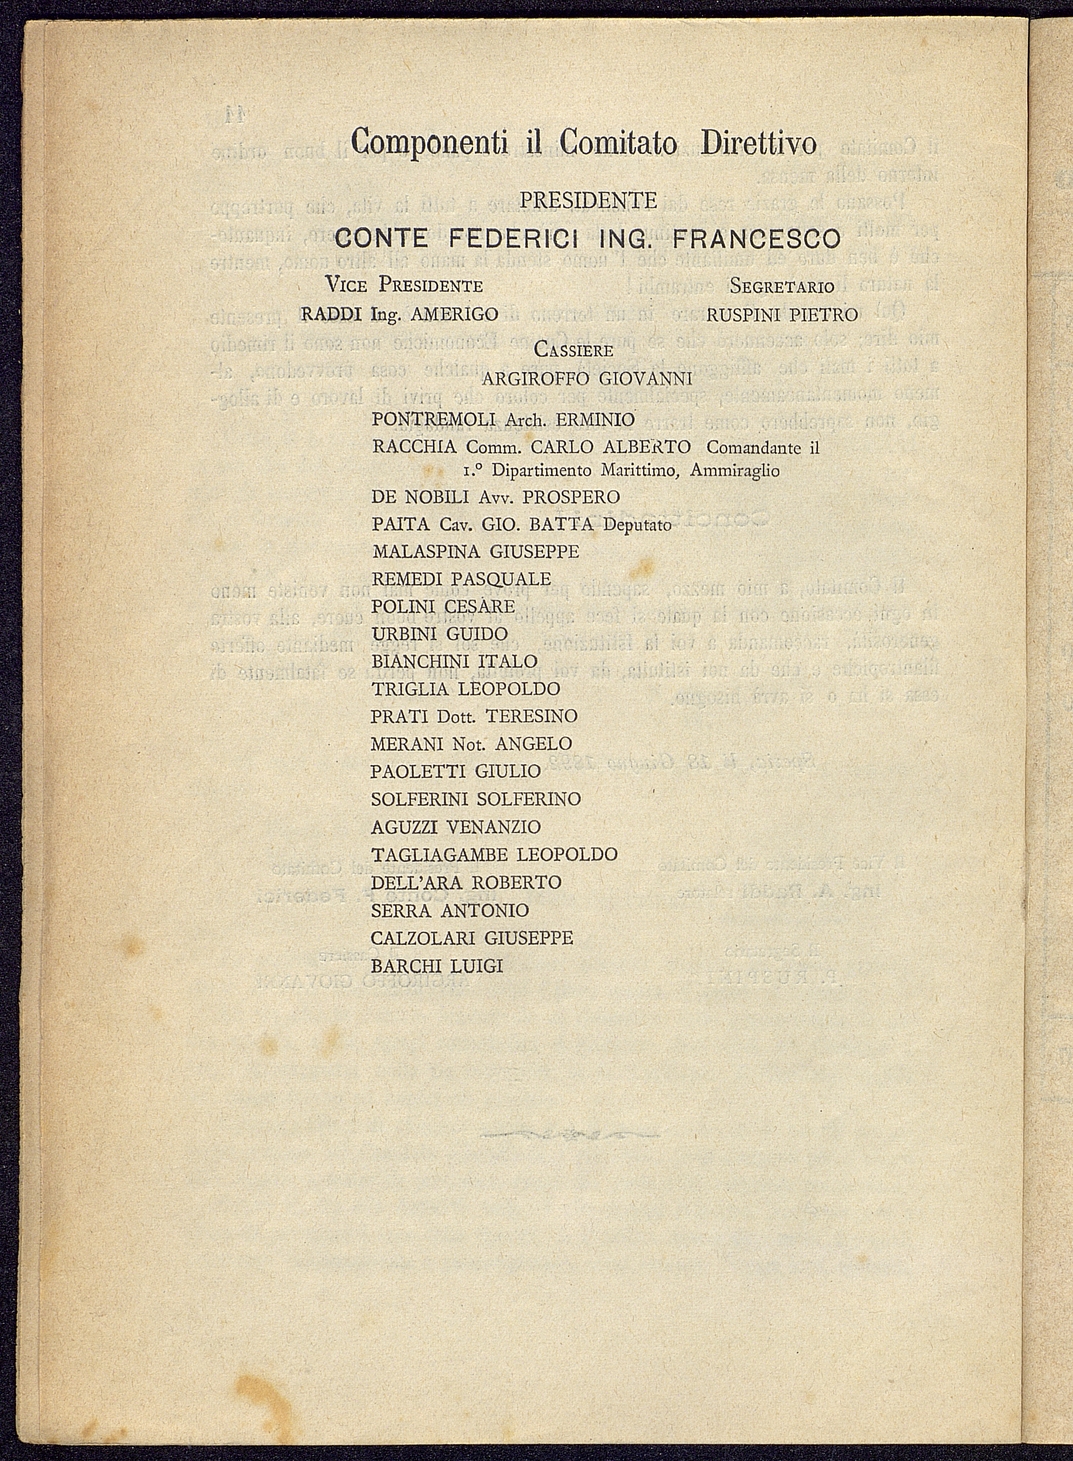 Componenti il Comitato Direttivo
PRESIDENTE
CONTE FEDERICI ING. FRANCESCO
VICE PRESIDENTE
RADDI Ing. AMERIGO
SEGRETARIO
RUSPINI PIETRO
CASSIERE
ARGIROFFO GIOVANNI
PONTREMOLI Arch. ERMINIO
RACCHIA Comm. CARLO ALBERTO Comandante il
1.º Dipartimento Marittimo, Ammiraglio
DE NOBILI Avv. PROSPERO
PAITA Cav. GIO. BATTA Deputato
MALASPINA GIUSEPPE
REMEDI PASQUALE
POLINI CESARE
URBINI GUIDO
BIANCHINI ITALO
TRIGLIA LEOPOLDO
PRATI Dott. TERESINO
MERANI Not. ANGELO
PAOLETTI GIULIO
SOLFERINI SOLFERINO
AGUZZI VENANZIO
TAGLIAGAMBE LEOPOLDO
DELL'ARA ROBERTO
SERRA ANTONIO
CALZOLARI GIUSEPPE
BARCHI LUIGI